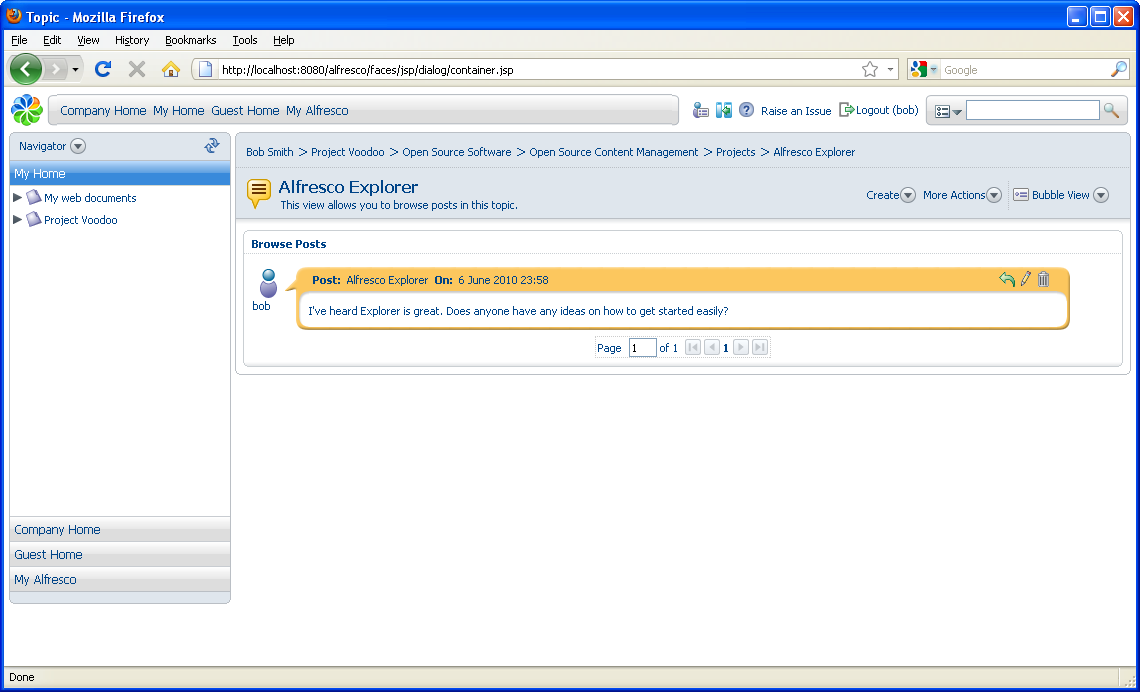 Topic - Mozilla Firefox
File Edit View History Bookmarks Tools Help
http://localhost:8080/alfresco/faces/jsp/dialog/container.jsp Google
Company Home My Home Guest Home My Alfresco Raise an Issue Logout (bob)
Navigator
My Home
My web documents
Project Voodoo
Company Home
Guest Home
My Alfresco
Bob Smith > Project Voodoo > Open Source Software > Open Source Content Management > Projects > Alfresco Explorer
Alfresco Explorer
This view allows you to browse posts in this topic.
Create More Actions Bubble View
Browse Posts
bob
Post: Alfresco Explorer On: 6 June 2010 23:58
I've heard Explorer is great. Does anyone have any ideas on how to get started easily?
Page 1 of 1 1
Done